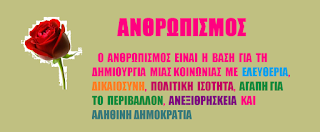 ΑΝΘΡΩΠΙΣΜΟΣ
Ο ΑΝΘΡΩΠΙΣΜΟΣ ΕΙΝΑΙ Η ΒΑΣΗ ΓΙΑ ΤΗ
ΔΗΜΙΟΥΡΓΙΑ ΜΙΑΣ ΚΟΙΝΩΝΙΑΣ ΜΕ ΕΛΕΥΘΕΡΙΑ,
ΔΙΚΑΙΟΣΥΝΗ, ΠΟΛΙΤΙΚΗ ΙΣΟΤΗΤΑ, ΑΓΑΠΗ ΓΙΑ
ΤΟ ΠΕΡΙΒΑΛΛΟΝ, ΑΝΕΞΙΘΡΗΣΚΕΙΑ ΚΑΙ
ΑΛΗΘΙΝΗ ΔΗΜΟΚΡΑΤΙΑ